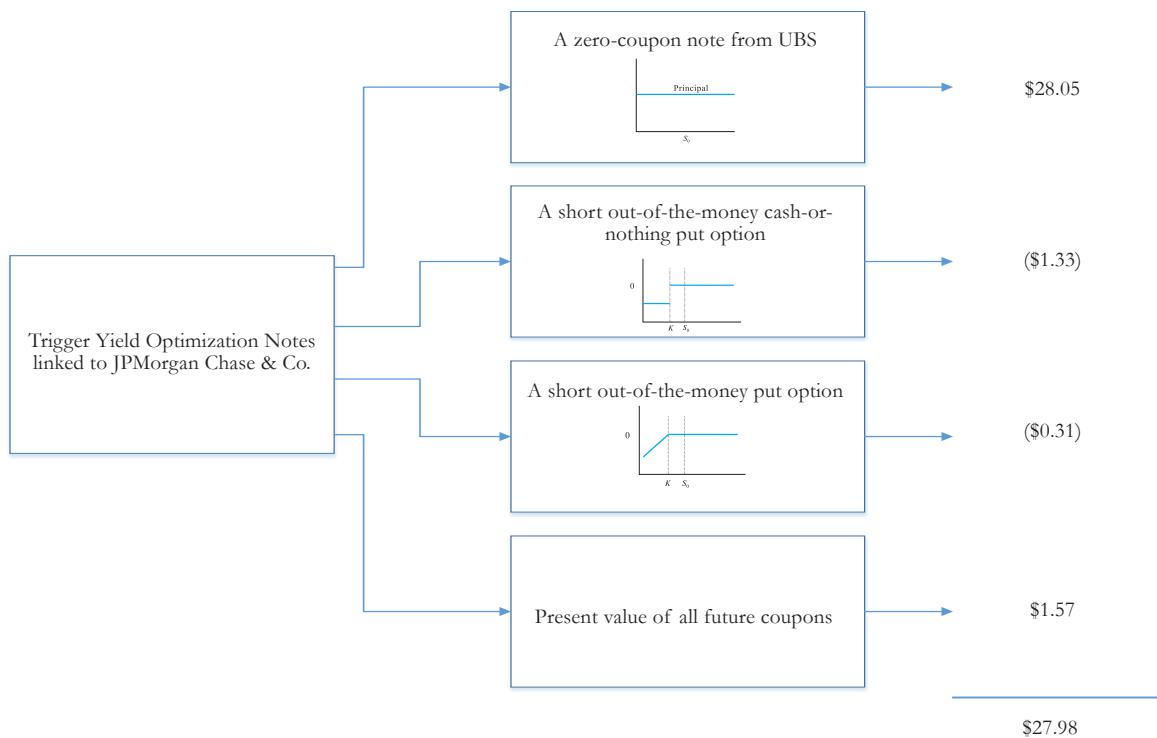 A zero-coupon note from UBS
Principal
S₀
$28.05
A short out-of-the-money cash-or-
nothing put option
0
K
S₀
($1.33)
Trigger Yield Optimization Notes
linked to JPMorgan Chase & Co.
A short out-of-the-money put option
0
K
S₀
($0.31)
Present value of all future coupons
$1.57
$27.98